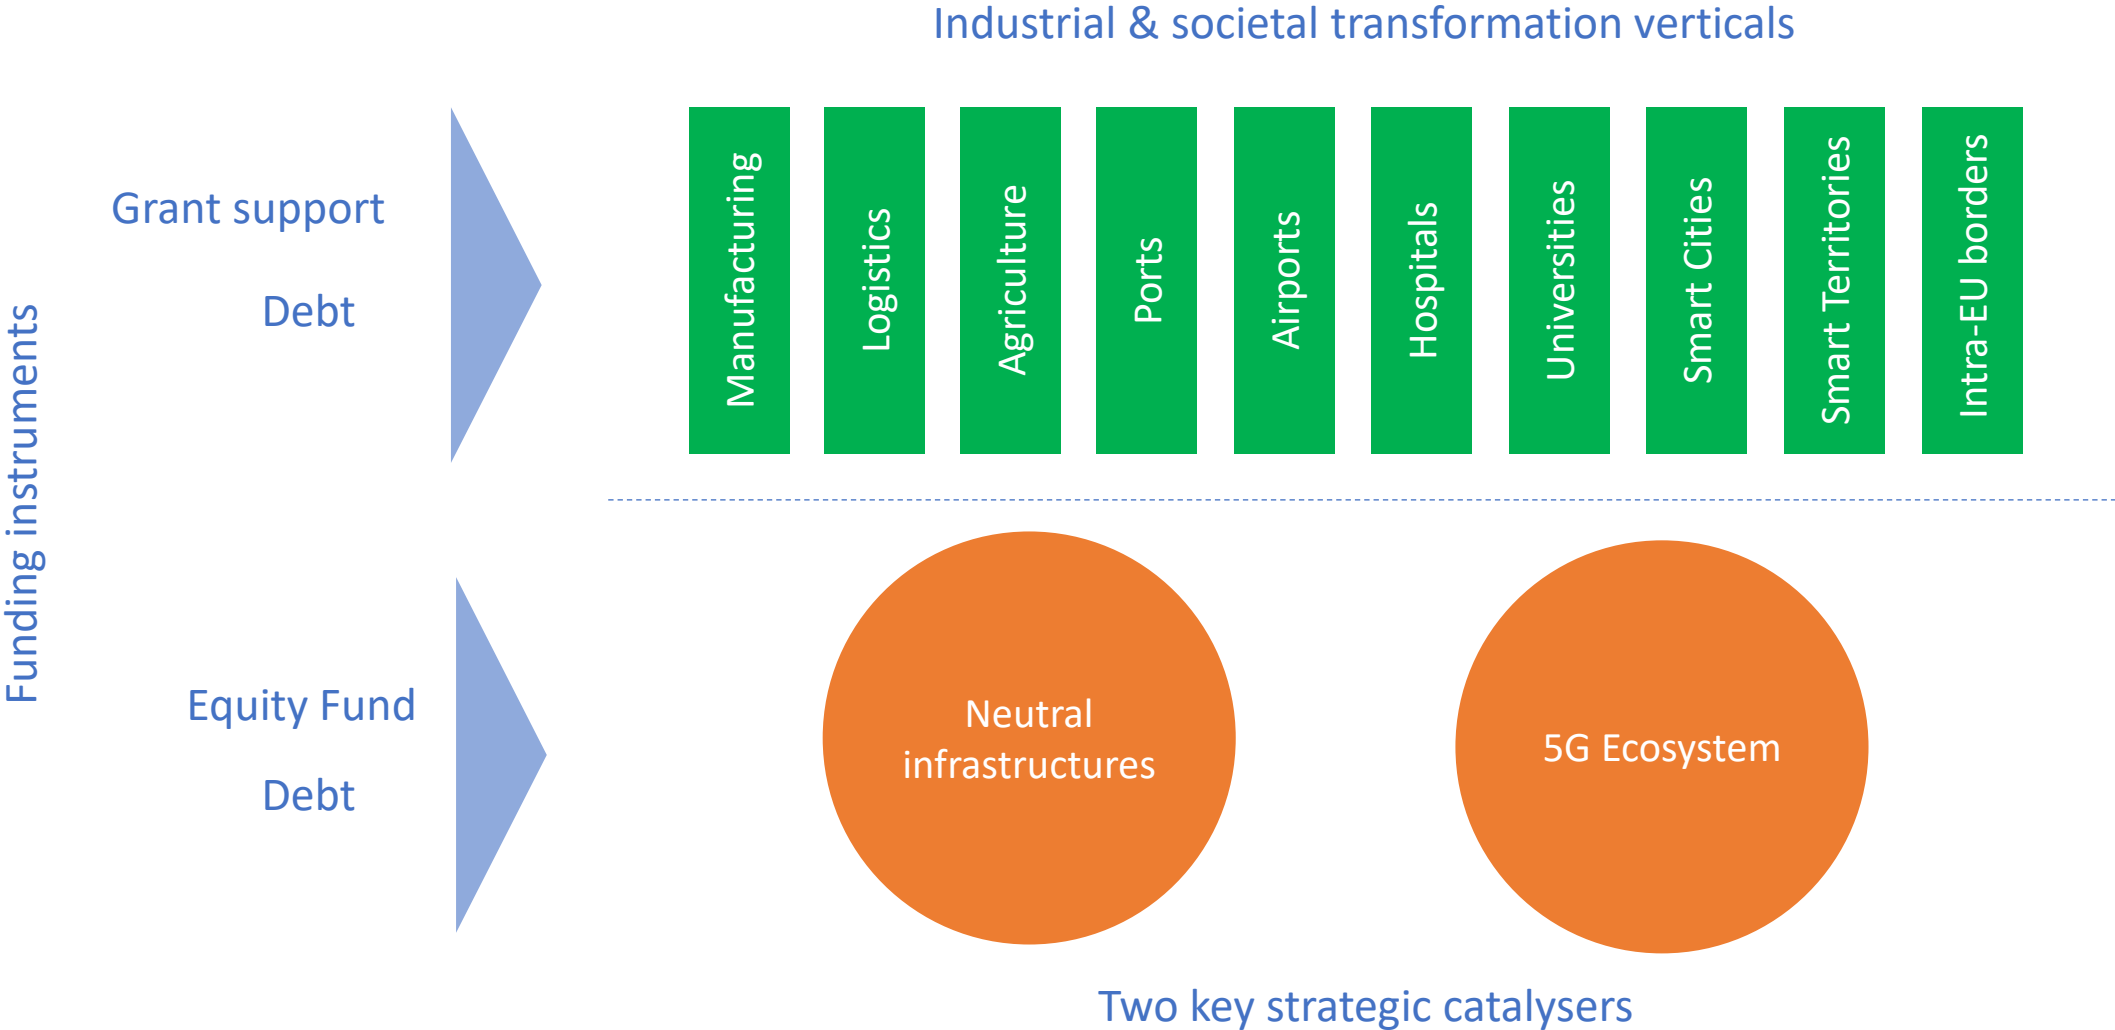 Industrial & societal transformation verticals
Funding instruments
Grant support
Debt
Manufacturing
Logistics
Agriculture
Ports
Airports
Hospitals
Universities
Smart Cities
Smart Territories
Intra-EU borders
Equity Fund
Debt
Neutral
infrastructures
5G Ecosystem
Two key strategic catalysers